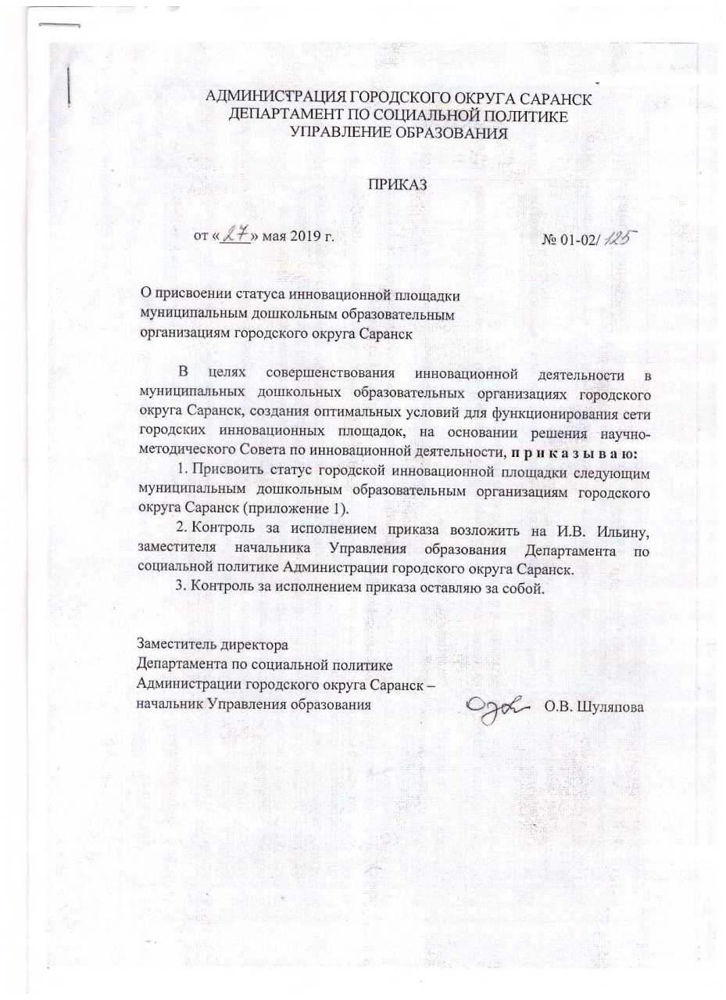 АДМИНИСТРАЦИЯ ГОРОДСКОГО ОКРУГА САРАНСК
ДЕПАРТАМЕНТ ПО СОЦИАЛЬНОЙ ПОЛИТИКЕ
УПРАВЛЕНИЕ ОБРАЗОВАНИЯ
ПРИКАЗ
от «27» мая 2019 г. № 01-02/125
О присвоении статуса инновационной площадки
муниципальным дошкольным образовательным
организациям городского округа Саранск
В целях совершенствования инновационной деятельности в
муниципальных дошкольных образовательных организациях городского
округа Саранск, создания оптимальных условий для функционирования сети
городских инновационных площадок, на основании решения научно-
методического Совета по инновационной деятельности, п р и к а з ы в а ю:
1. Присвоить статус городской инновационной площадки следующим
муниципальным дошкольным образовательным организациям городского
округа Саранск (приложение 1).
2. Контроль за исполнением приказа возложить на И.В. Ильину,
заместителя начальника Управления образования Департамента по
социальной политике Администрации городского округа Саранск.
3. Контроль за исполнением приказа оставляю за собой.
Заместитель директора
Департамента по социальной политике
Администрации городского округа Саранск –
начальник Управления образования О.В. Шуляпова